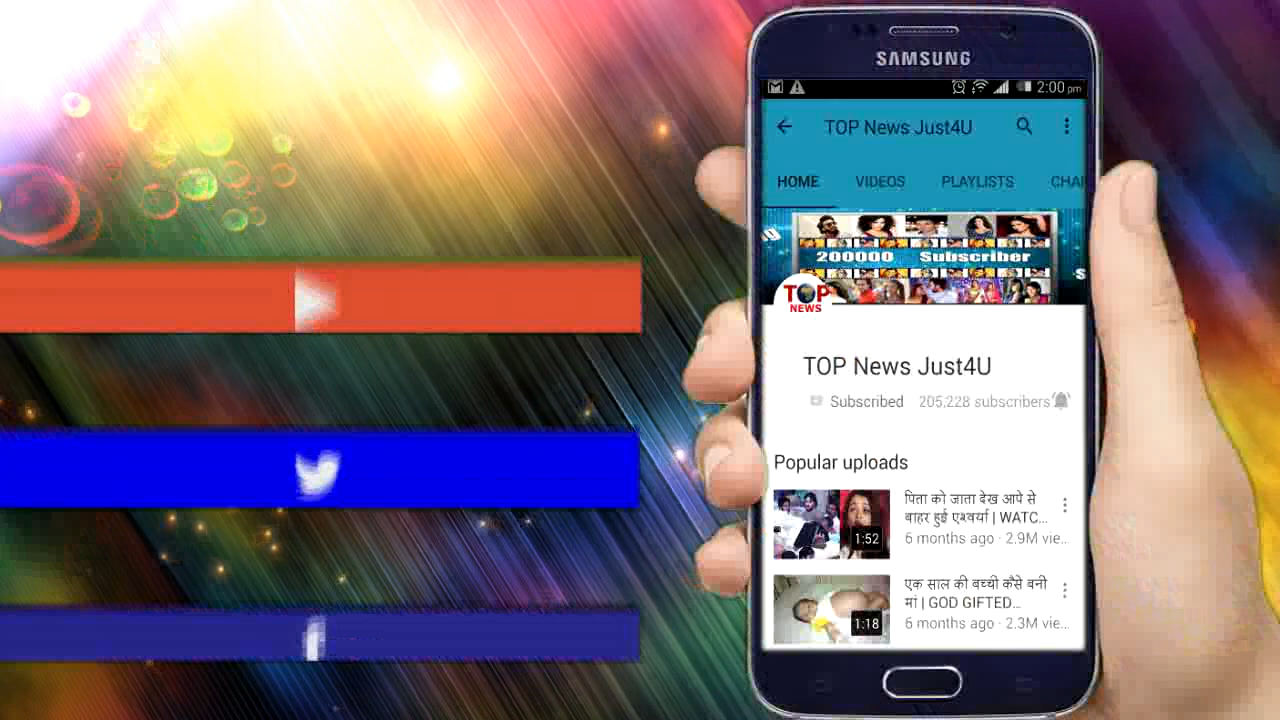 SAMSUNG
2:00 pm
TOP News Just4U
HOME VIDEOS PLAYLISTS CHA
200000 Subscriber
TOP
NEWS
TOP News Just4U
Subscribed 205,228 subscribers
Popular uploads
पिता को जाता देख आपे से
बाहर हुई एश्वर्या | WATC...
6 months ago · 2.9M vie...
1:52
एक साल की बच्ची कैसे बनी
मां | GOD GIFTED...
6 months ago · 2.3M vie...
1:18